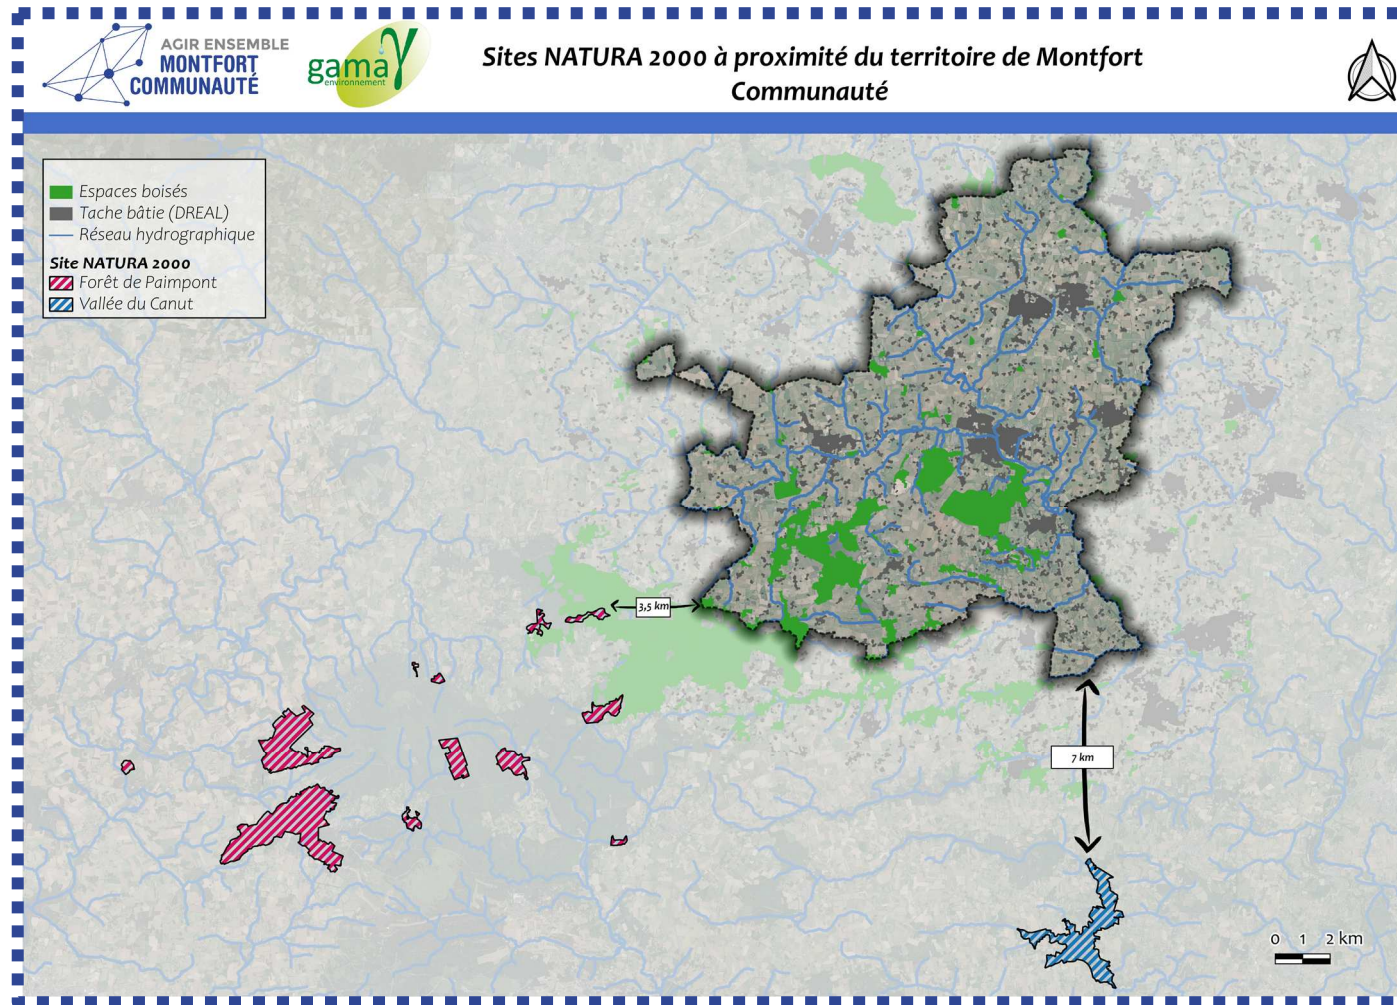 AGIR ENSEMBLE
MONTFORT
COMMUNAUTÉ
gama
environnement
Sites NATURA 2000 à proximité du territoire de Montfort
Communauté
Espaces boisés
Tache bâtie (DREAL)
Réseau hydrographique
Site NATURA 2000
Forêt de Paimpont
Vallée du Canut
3,5 km
7 km
0 1 2 km